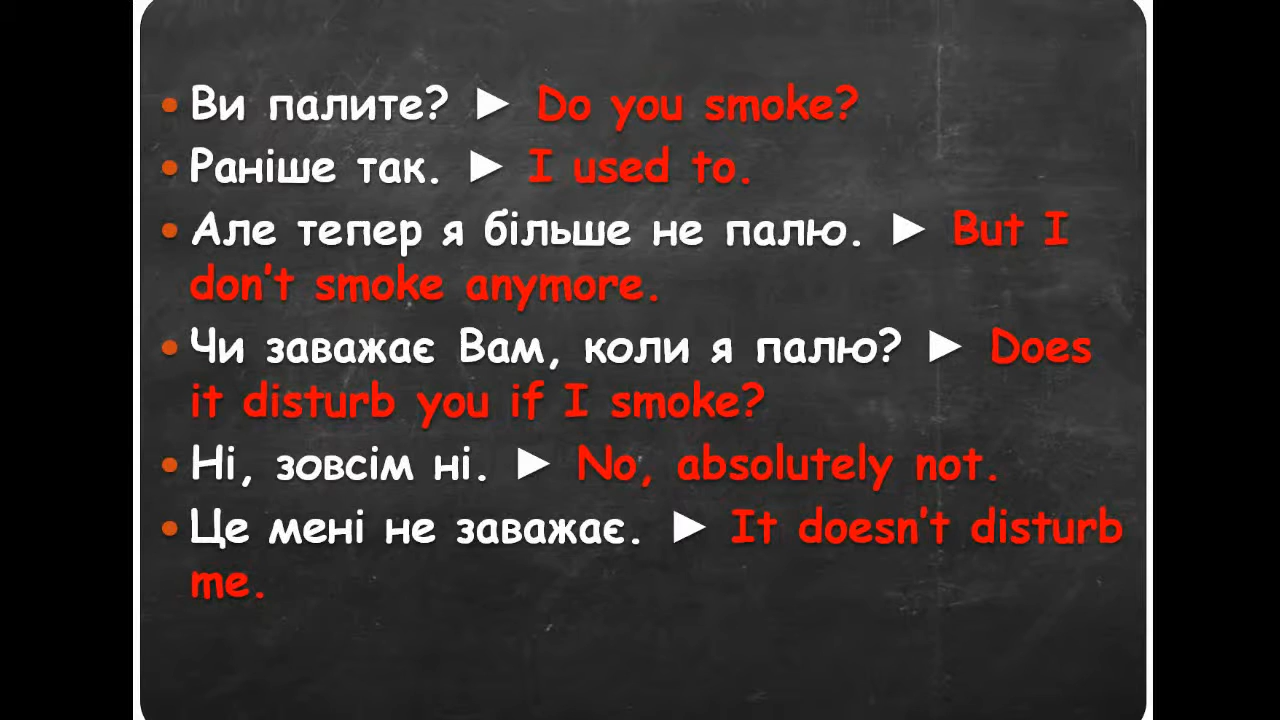 • Ви палите? ► Do you smoke?
• Раніше так. ► I used to.
• Але тепер я більше не палю. ► But I
don't smoke anymore.
• Чи заважає Вам, коли я палю? ► Does
it disturb you if I smoke?
• Ні, зовсім ні. ► No, absolutely not.
• Це мені не заважає. ► It doesn't disturb
me.